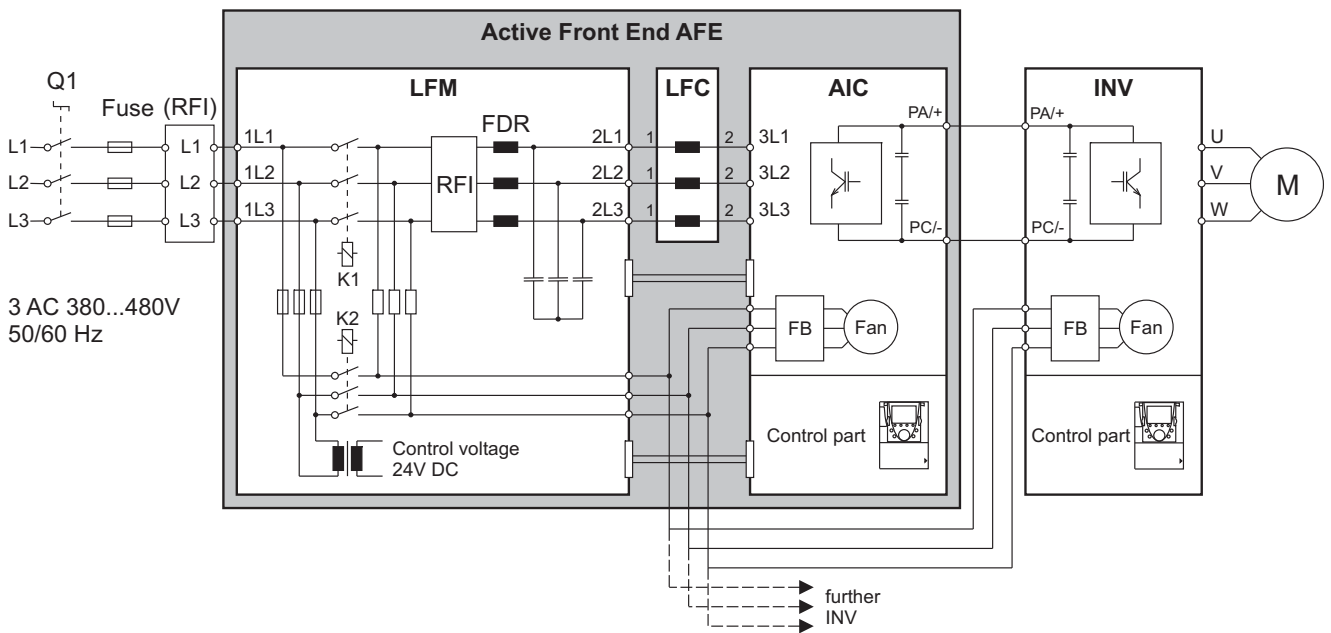 Active Front End AFE
LFM
LFC
AIC
INV
Q1
Fuse (RFI)
FDR
L1
L1
1L1
2L1
1
2
3L1
L2
L2
1L2
2L2
1
2
3L2
L3
L3
1L3
2L3
1
2
3L3
RFI
PA/+
PA/+
PC/-
PC/-
U
V
W
M
K1
K2
3 AC 380...480V
50/60 Hz
FB
Fan
FB
Fan
Control voltage
24V DC
Control part
Control part
further
INV